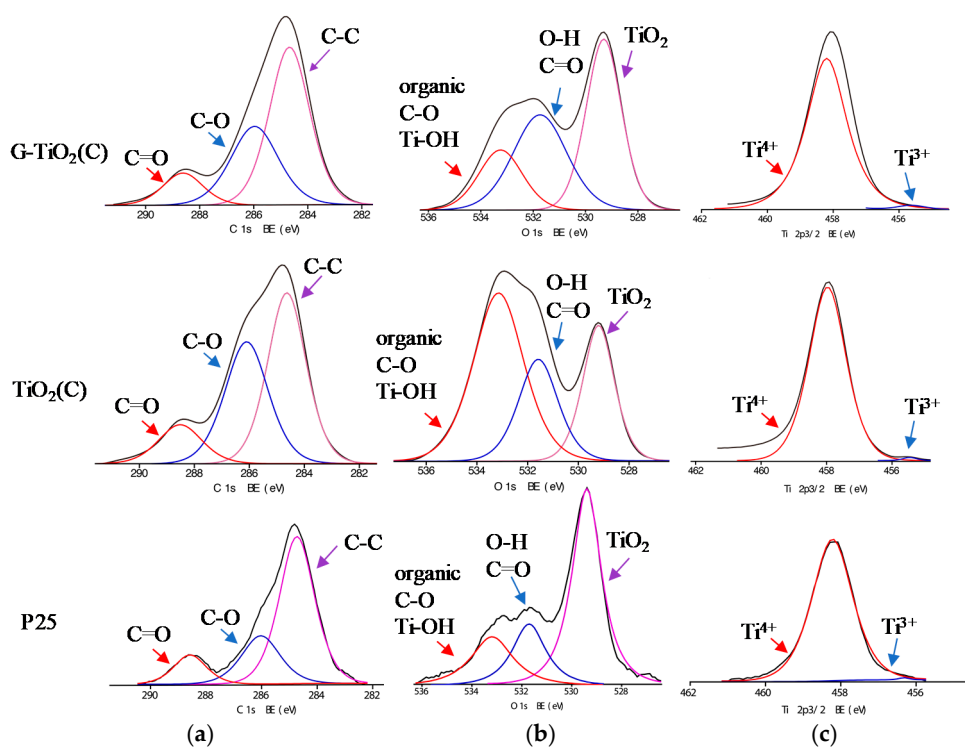 G-TiO₂(C)
C=O
C-O
C-C
290 288 286 284 282
C 1s BE (eV)
organic
C-O
Ti-OH
O-H
C=O
TiO₂
536 534 532 530 528
O 1s BE (eV)
Ti⁴⁺
Ti³⁺
462 460 458 456
Ti 2p3/2 BE (eV)
TiO₂(C)
C=O
C-O
C-C
290 288 286 284 282
C 1s BE (eV)
organic
C-O
Ti-OH
O-H
C=O
TiO₂
536 534 532 530 528
O 1s BE (eV)
Ti⁴⁺
Ti³⁺
462 460 458 456
Ti 2p3/2 BE (eV)
P25
C=O
C-O
C-C
290 288 286 284 282
C 1s BE (eV)
organic
C-O
Ti-OH
O-H
C=O
TiO₂
536 534 532 530 528
O 1s BE (eV)
Ti⁴⁺
Ti³⁺
462 460 458 456
Ti 2p3/2 BE (eV)
(a) (b) (c)